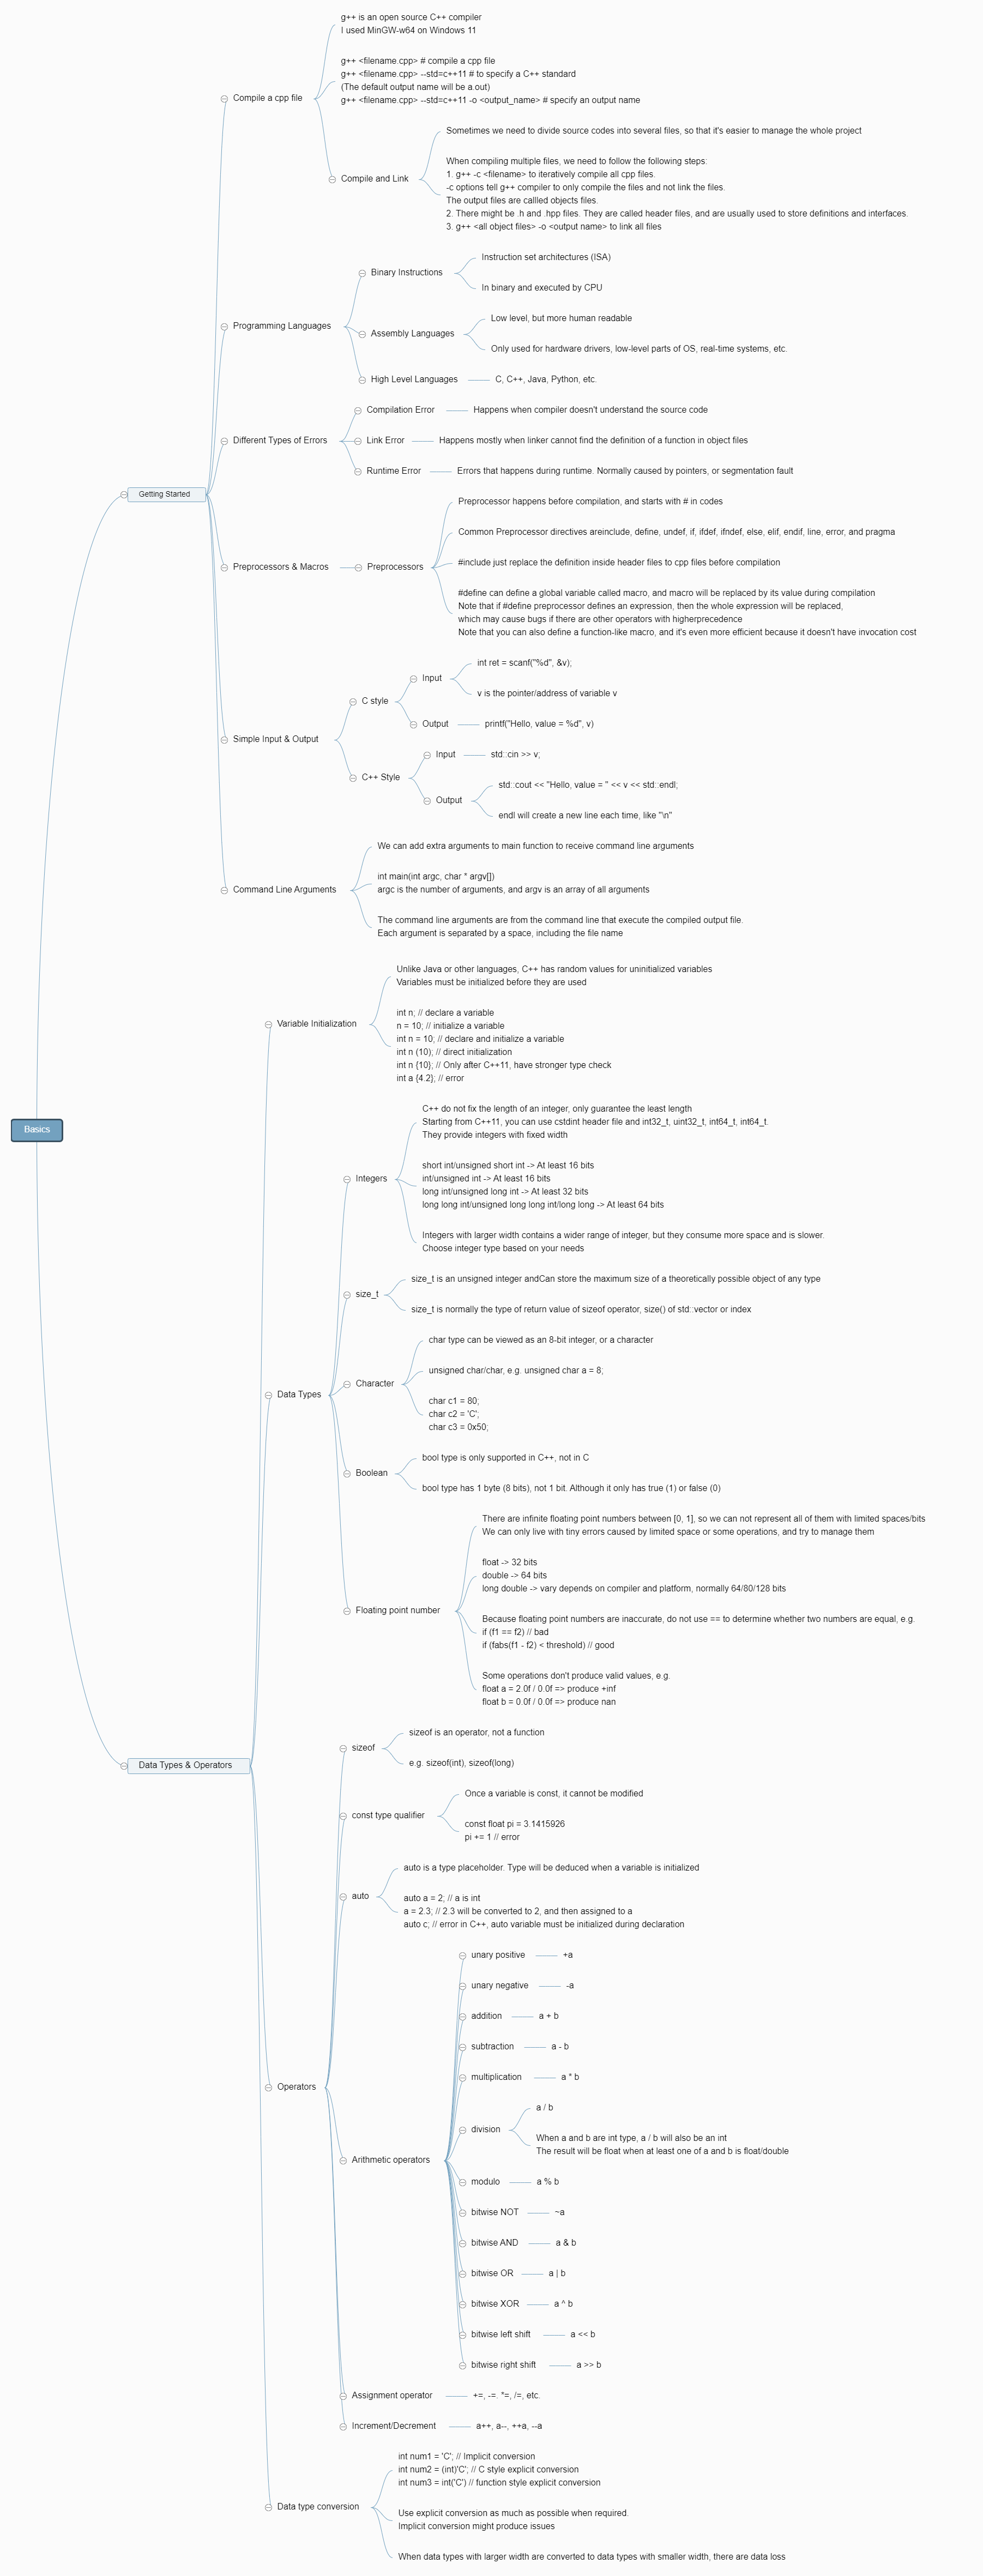 Basics
Getting Started
Compile a cpp file
g++ is an open source C++ compiler
I used MinGW-w64 on Windows 11
g++ <filename.cpp> # compile a cpp file
g++ <filename.cpp> --std=c++11 # to specify a C++ standard
(The default output name will be a.out)
g++ <filename.cpp> --std=c++11 -o <output_name> # specify an output name
Compile and Link
Sometimes we need to divide source codes into several files, so that it's easier to manage the whole project
When compiling multiple files, we need to follow the following steps:
1. g++ -c <filename> to iteratively compile all cpp files.
-c options tell g++ compiler to only compile the files and not link the files.
The output files are callled objects files.
2. There might be .h and .hpp files. They are called header files, and are usually used to store definitions and interfaces.
3. g++ <all object files> -o <output name> to link all files
Programming Languages
Binary Instructions
Instruction set architectures (ISA)
In binary and executed by CPU
Assembly Languages
Low level, but more human readable
Only used for hardware drivers, low-level parts of OS, real-time systems, etc.
High Level Languages
C, C++, Java, Python, etc.
Different Types of Errors
Compilation Error
Happens when compiler doesn't understand the source code
Link Error
Happens mostly when linker cannot find the definition of a function in object files
Runtime Error
Errors that happens during runtime. Normally caused by pointers, or segmentation fault
Preprocessors & Macros
Preprocessors
Preprocessor happens before compilation, and starts with # in codes
Common Preprocessor directives areinclude, define, undef, if, ifdef, ifndef, else, elif, endif, line, error, and pragma
#include just replace the definition inside header files to cpp files before compilation
#define can define a global variable called macro, and macro will be replaced by its value during compilation
Note that if #define preprocessor defines an expression, then the whole expression will be replaced,
which may cause bugs if there are other operators with higherprecedence
Note that you can also define a function-like macro, and it's even more efficient because it doesn't have invocation cost
Simple Input & Output
C style
Input
int ret = scanf("%d", &v);
v is the pointer/address of variable v
Output
printf("Hello, value = %d", v)
C++ Style
Input
std::cin >> v;
Output
std::cout << "Hello, value = " << v << std::endl;
endl will create a new line each time, like "\n"
Command Line Arguments
We can add extra arguments to main function to receive command line arguments
int main(int argc, char * argv[])
argc is the number of arguments, and argv is an array of all arguments
The command line arguments are from the command line that execute the compiled output file.
Each argument is separated by a space, including the file name
Data Types & Operators
Variable Initialization
Unlike Java or other languages, C++ has random values for uninitialized variables
Variables must be initialized before they are used
int n; // declare a variable
n = 10; // initialize a variable
int n = 10; // declare and initialize a variable
int n (10); // direct initialization
int n {10}; // Only after C++11, have stronger type check
int a {4.2}; // error
Data Types
Integers
C++ do not fix the length of an integer, only guarantee the least length
Starting from C++11, you can use cstdint header file and int32_t, uint32_t, int64_t, int64_t.
They provide integers with fixed width
short int/unsigned short int -> At least 16 bits
int/unsigned int -> At least 16 bits
long int/unsigned long int -> At least 32 bits
long long int/unsigned long long int/long long -> At least 64 bits
Integers with larger width contains a wider range of integer, but they consume more space and is slower.
Choose integer type based on your needs
size_t
size_t is an unsigned integer andCan store the maximum size of a theoretically possible object of any type
size_t is normally the type of return value of sizeof operator, size() of std::vector or index
Character
char type can be viewed as an 8-bit integer, or a character
unsigned char/char, e.g. unsigned char a = 8;
char c1 = 80;
char c2 = 'C';
char c3 = 0x50;
Boolean
bool type is only supported in C++, not in C
bool type has 1 byte (8 bits), not 1 bit. Although it only has true (1) or false (0)
Floating point number
There are infinite floating point numbers between [0, 1], so we can not represent all of them with limited spaces/bits
We can only live with tiny errors caused by limited space or some operations, and try to manage them
float -> 32 bits
double -> 64 bits
long double -> vary depends on compiler and platform, normally 64/80/128 bits
Because floating point numbers are inaccurate, do not use == to determine whether two numbers are equal, e.g.
if (f1 == f2) // bad
if (fabs(f1 - f2) < threshold) // good
Some operations don't produce valid values, e.g.
float a = 2.0f / 0.0f => produce +inf
float b = 0.0f / 0.0f => produce nan
Operators
sizeof
sizeof is an operator, not a function
e.g. sizeof(int), sizeof(long)
const type qualifier
Once a variable is const, it cannot be modified
const float pi = 3.1415926
pi += 1 // error
auto
auto is a type placeholder. Type will be deduced when a variable is initialized
auto a = 2; // a is int
a = 2.3; // 2.3 will be converted to 2, and then assigned to a
auto c; // error in C++, auto variable must be initialized during declaration
Arithmetic operators
unary positive
+a
unary negative
-a
addition
a + b
subtraction
a - b
multiplication
a * b
division
a / b
When a and b are int type, a / b will also be an int
The result will be float when at least one of a and b is float/double
modulo
a % b
bitwise NOT
~a
bitwise AND
a & b
bitwise OR
a | b
bitwise XOR
a ^ b
bitwise left shift
a << b
bitwise right shift
a >> b
Assignment operator
+=, -=. *=, /=, etc.
Increment/Decrement
a++, a--, ++a, --a
Data type conversion
int num1 = 'C'; // Implicit conversion
int num2 = (int)'C'; // C style explicit conversion
int num3 = int('C') // function style explicit conversion
Use explicit conversion as much as possible when required.
Implicit conversion might produce issues
When data types with larger width are converted to data types with smaller width, there are data loss